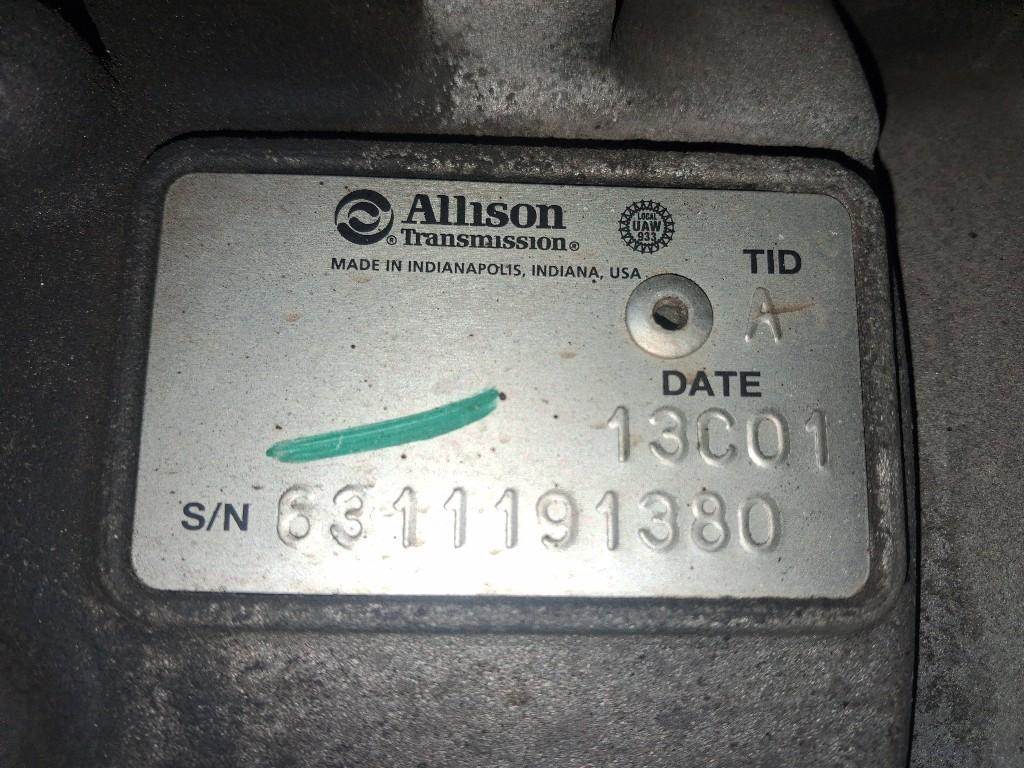 Allison
Transmission®
®
LOCAL
UAW
933
MADE IN INDIANAPOLIS, INDIANA, USA
TID
A
DATE
13C01
S/N 6311191380